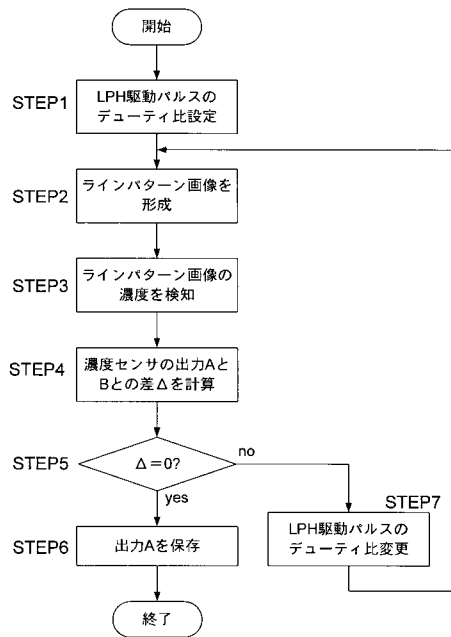 開始
STEP1
LPH駆動パルスの
デューティ比設定
STEP2
ラインパターン画像を
形成
STEP3
ラインパターン画像の
濃度を検知
STEP4
濃度センサの出力Aと
Bとの差Δを計算
STEP5
Δ=0?
no
yes
STEP7
LPH駆動パルスの
デューティ比変更
STEP6
出力Aを保存
終了